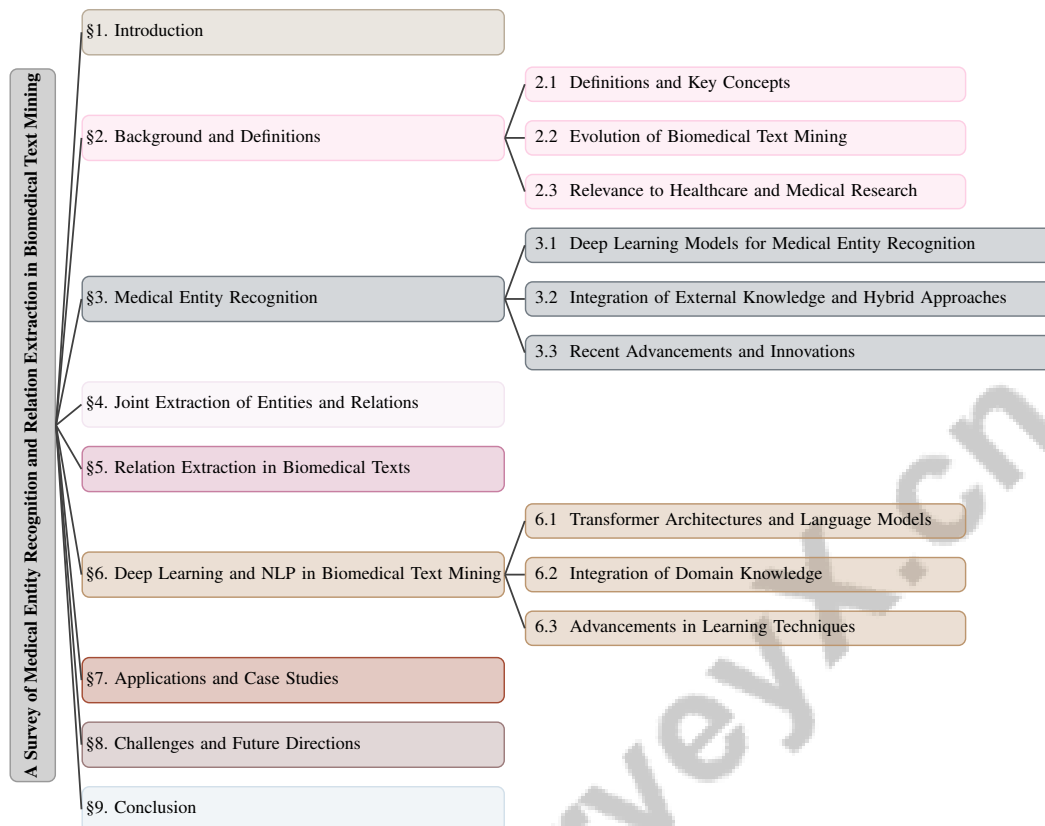 A Survey of Medical Entity Recognition and Relation Extraction in Biomedical Text Mining
§1. Introduction
§2. Background and Definitions
2.1 Definitions and Key Concepts
2.2 Evolution of Biomedical Text Mining
2.3 Relevance to Healthcare and Medical Research
§3. Medical Entity Recognition
3.1 Deep Learning Models for Medical Entity Recognition
3.2 Integration of External Knowledge and Hybrid Approaches
3.3 Recent Advancements and Innovations
§4. Joint Extraction of Entities and Relations
§5. Relation Extraction in Biomedical Texts
§6. Deep Learning and NLP in Biomedical Text Mining
6.1 Transformer Architectures and Language Models
6.2 Integration of Domain Knowledge
6.3 Advancements in Learning Techniques
§7. Applications and Case Studies
§8. Challenges and Future Directions
§9. Conclusion
rveyX.cn